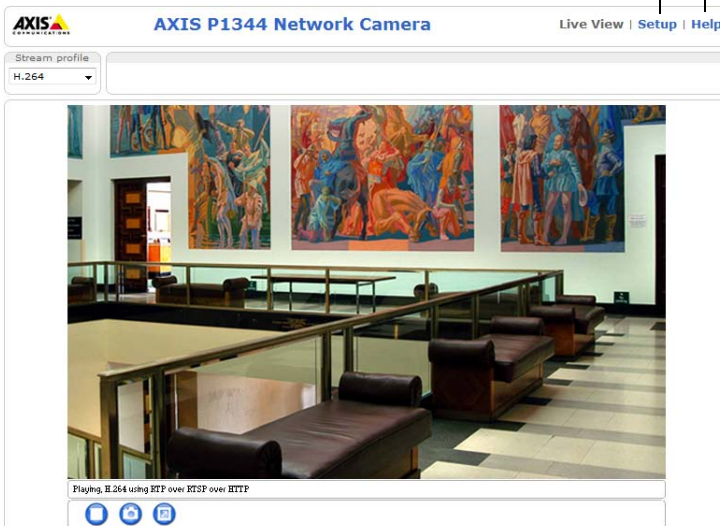 AXIS
COMMUNICATIONS
AXIS P1344 Network Camera
Live View | Setup | Help
Stream profile
H.264
Playing, H.264 using RTP over RTSP over HTTP